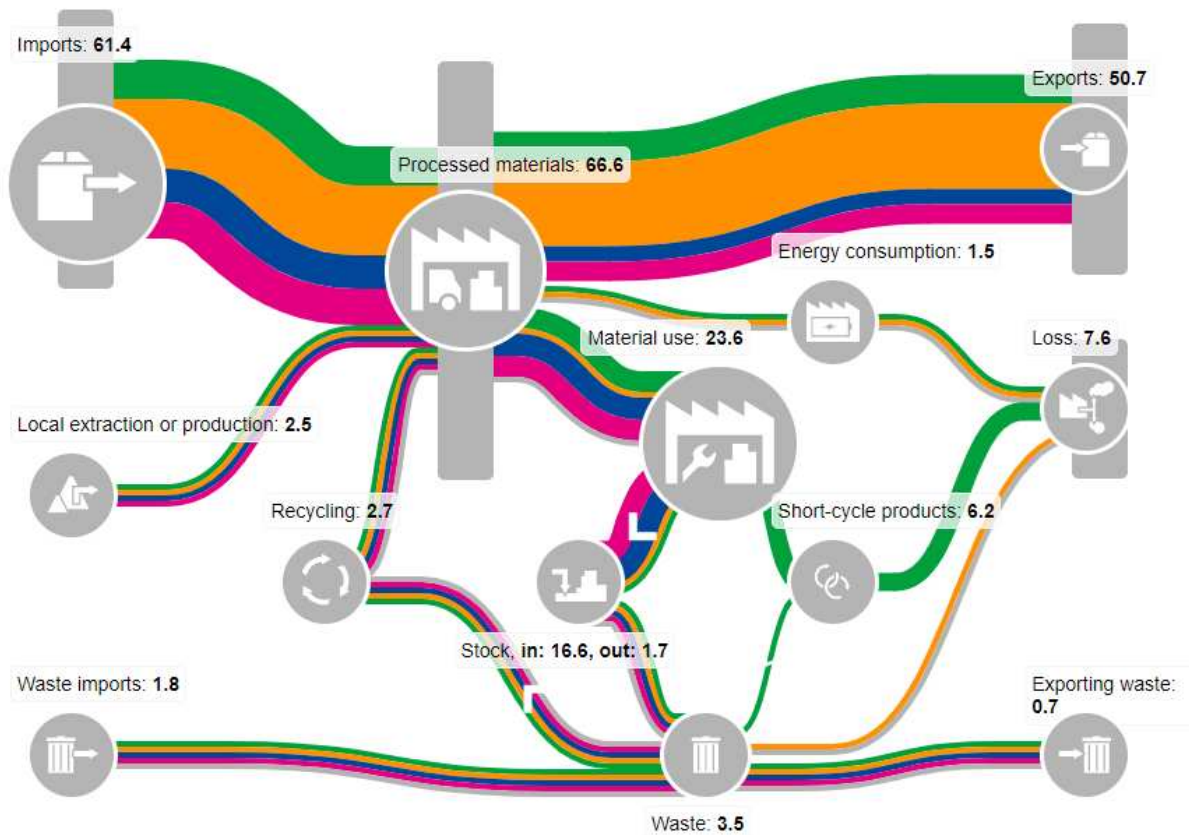 Imports: 61.4
Exports: 50.7
Processed materials: 66.6
Energy consumption: 1.5
Material use: 23.6
Loss: 7.6
Local extraction or production: 2.5
Recycling: 2.7
Short-cycle products: 6.2
Stock, in: 16.6, out: 1.7
Waste imports: 1.8
Exporting waste:
0.7
Waste: 3.5